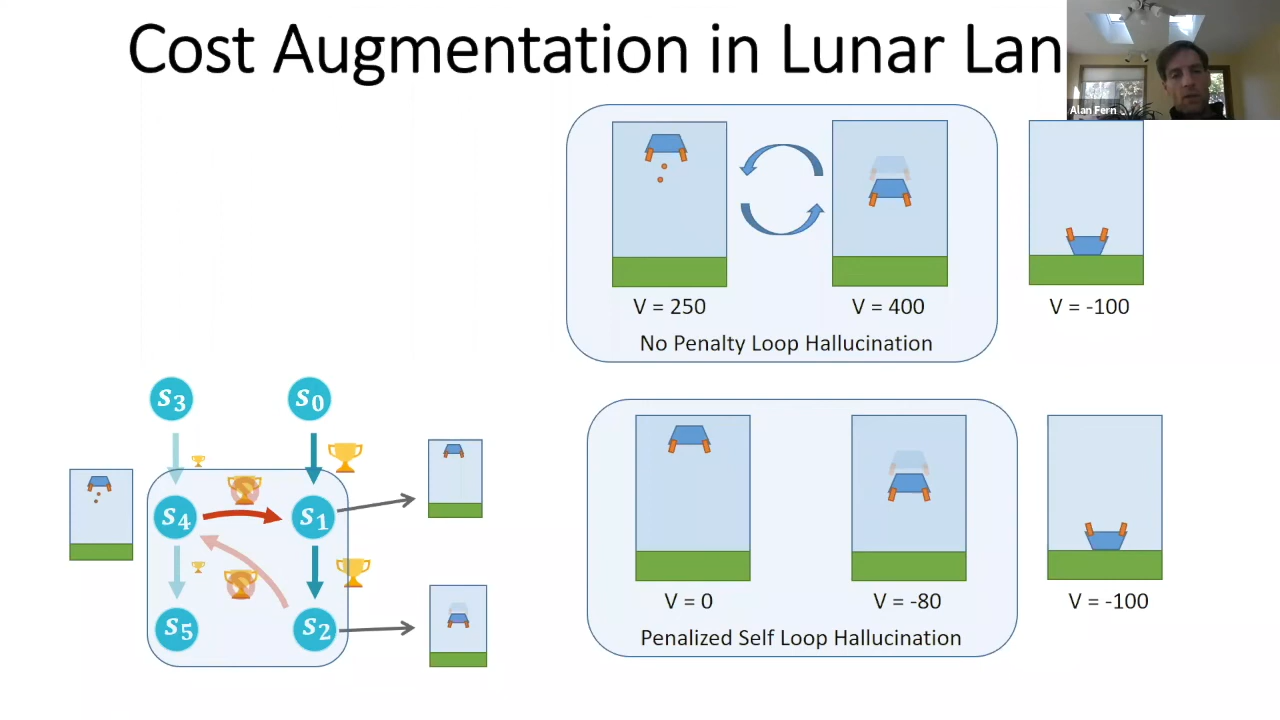 Cost Augmentation in Lunar Lan
Alan Fern
V = 250
V = 400
V = -100
No Penalty Loop Hallucination
s3
s0
s4
s1
s5
s2
V = 0
V = -80
V = -100
Penalized Self Loop Hallucination